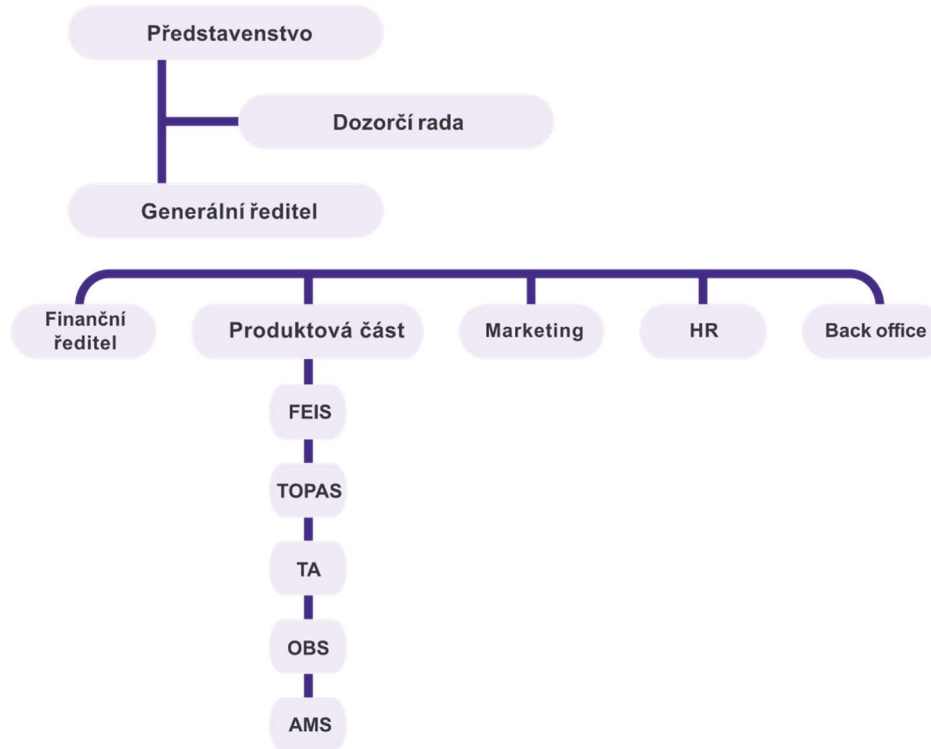 Představenstvo
Dozorčí rada
Generální ředitel
Finanční
ředitel
Produktová část
Marketing
HR
Back office
FEIS
TOPAS
TA
OBS
AMS